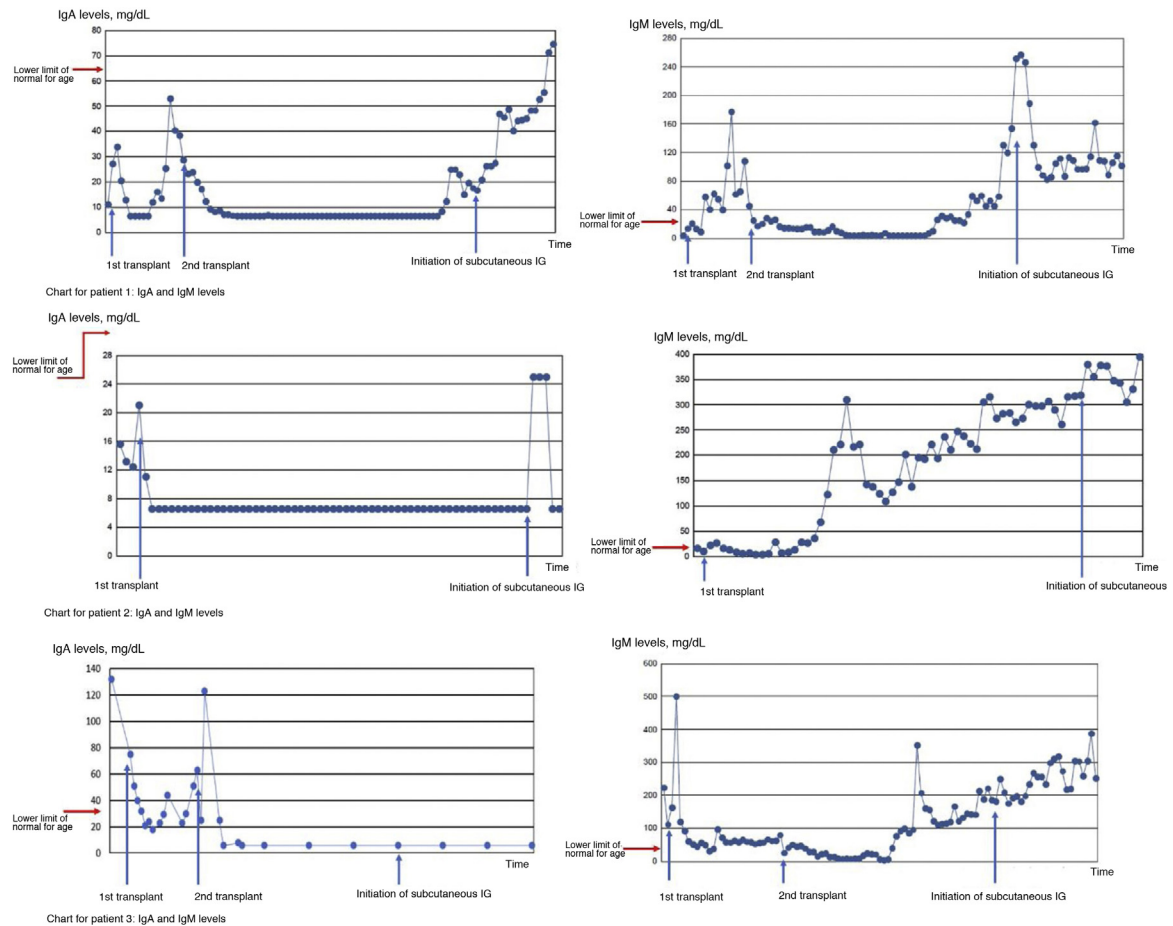 IgA levels, mg/dL
80
70
Lower limit of
normal for age
60
50
40
30
20
10
0
Time
1st transplant
2nd transplant
Initiation of subcutaneous IG
IgM levels, mg/dL
280
240
200
160
120
80
Lower limit of
normal for age
40
0
Time
1st transplant
2nd transplant
Initiation of subcutaneous IG
Chart for patient 1: IgA and IgM levels
IgA levels, mg/dL
Lower limit of
normal for age
28
24
20
16
12
8
4
0
Time
1st transplant
Initiation of subcutaneous IG
IgM levels, mg/dL
400
350
300
250
200
150
100
50
Lower limit of
normal for age
0
Time
1st transplant
Initiation of subcutaneous
Chart for patient 2: IgA and IgM levels
IgA levels, mg/dL
140
120
100
80
60
40
Lower limit of
normal for age
20
0
Time
1st transplant
2nd transplant
Initiation of subcutaneous IG
IgM levels, mg/dL
600
500
400
300
200
100
Lower limit of
normal for age
0
Time
1st transplant
2nd transplant
Initiation of subcutaneous IG
Chart for patient 3: IgA and IgM levels